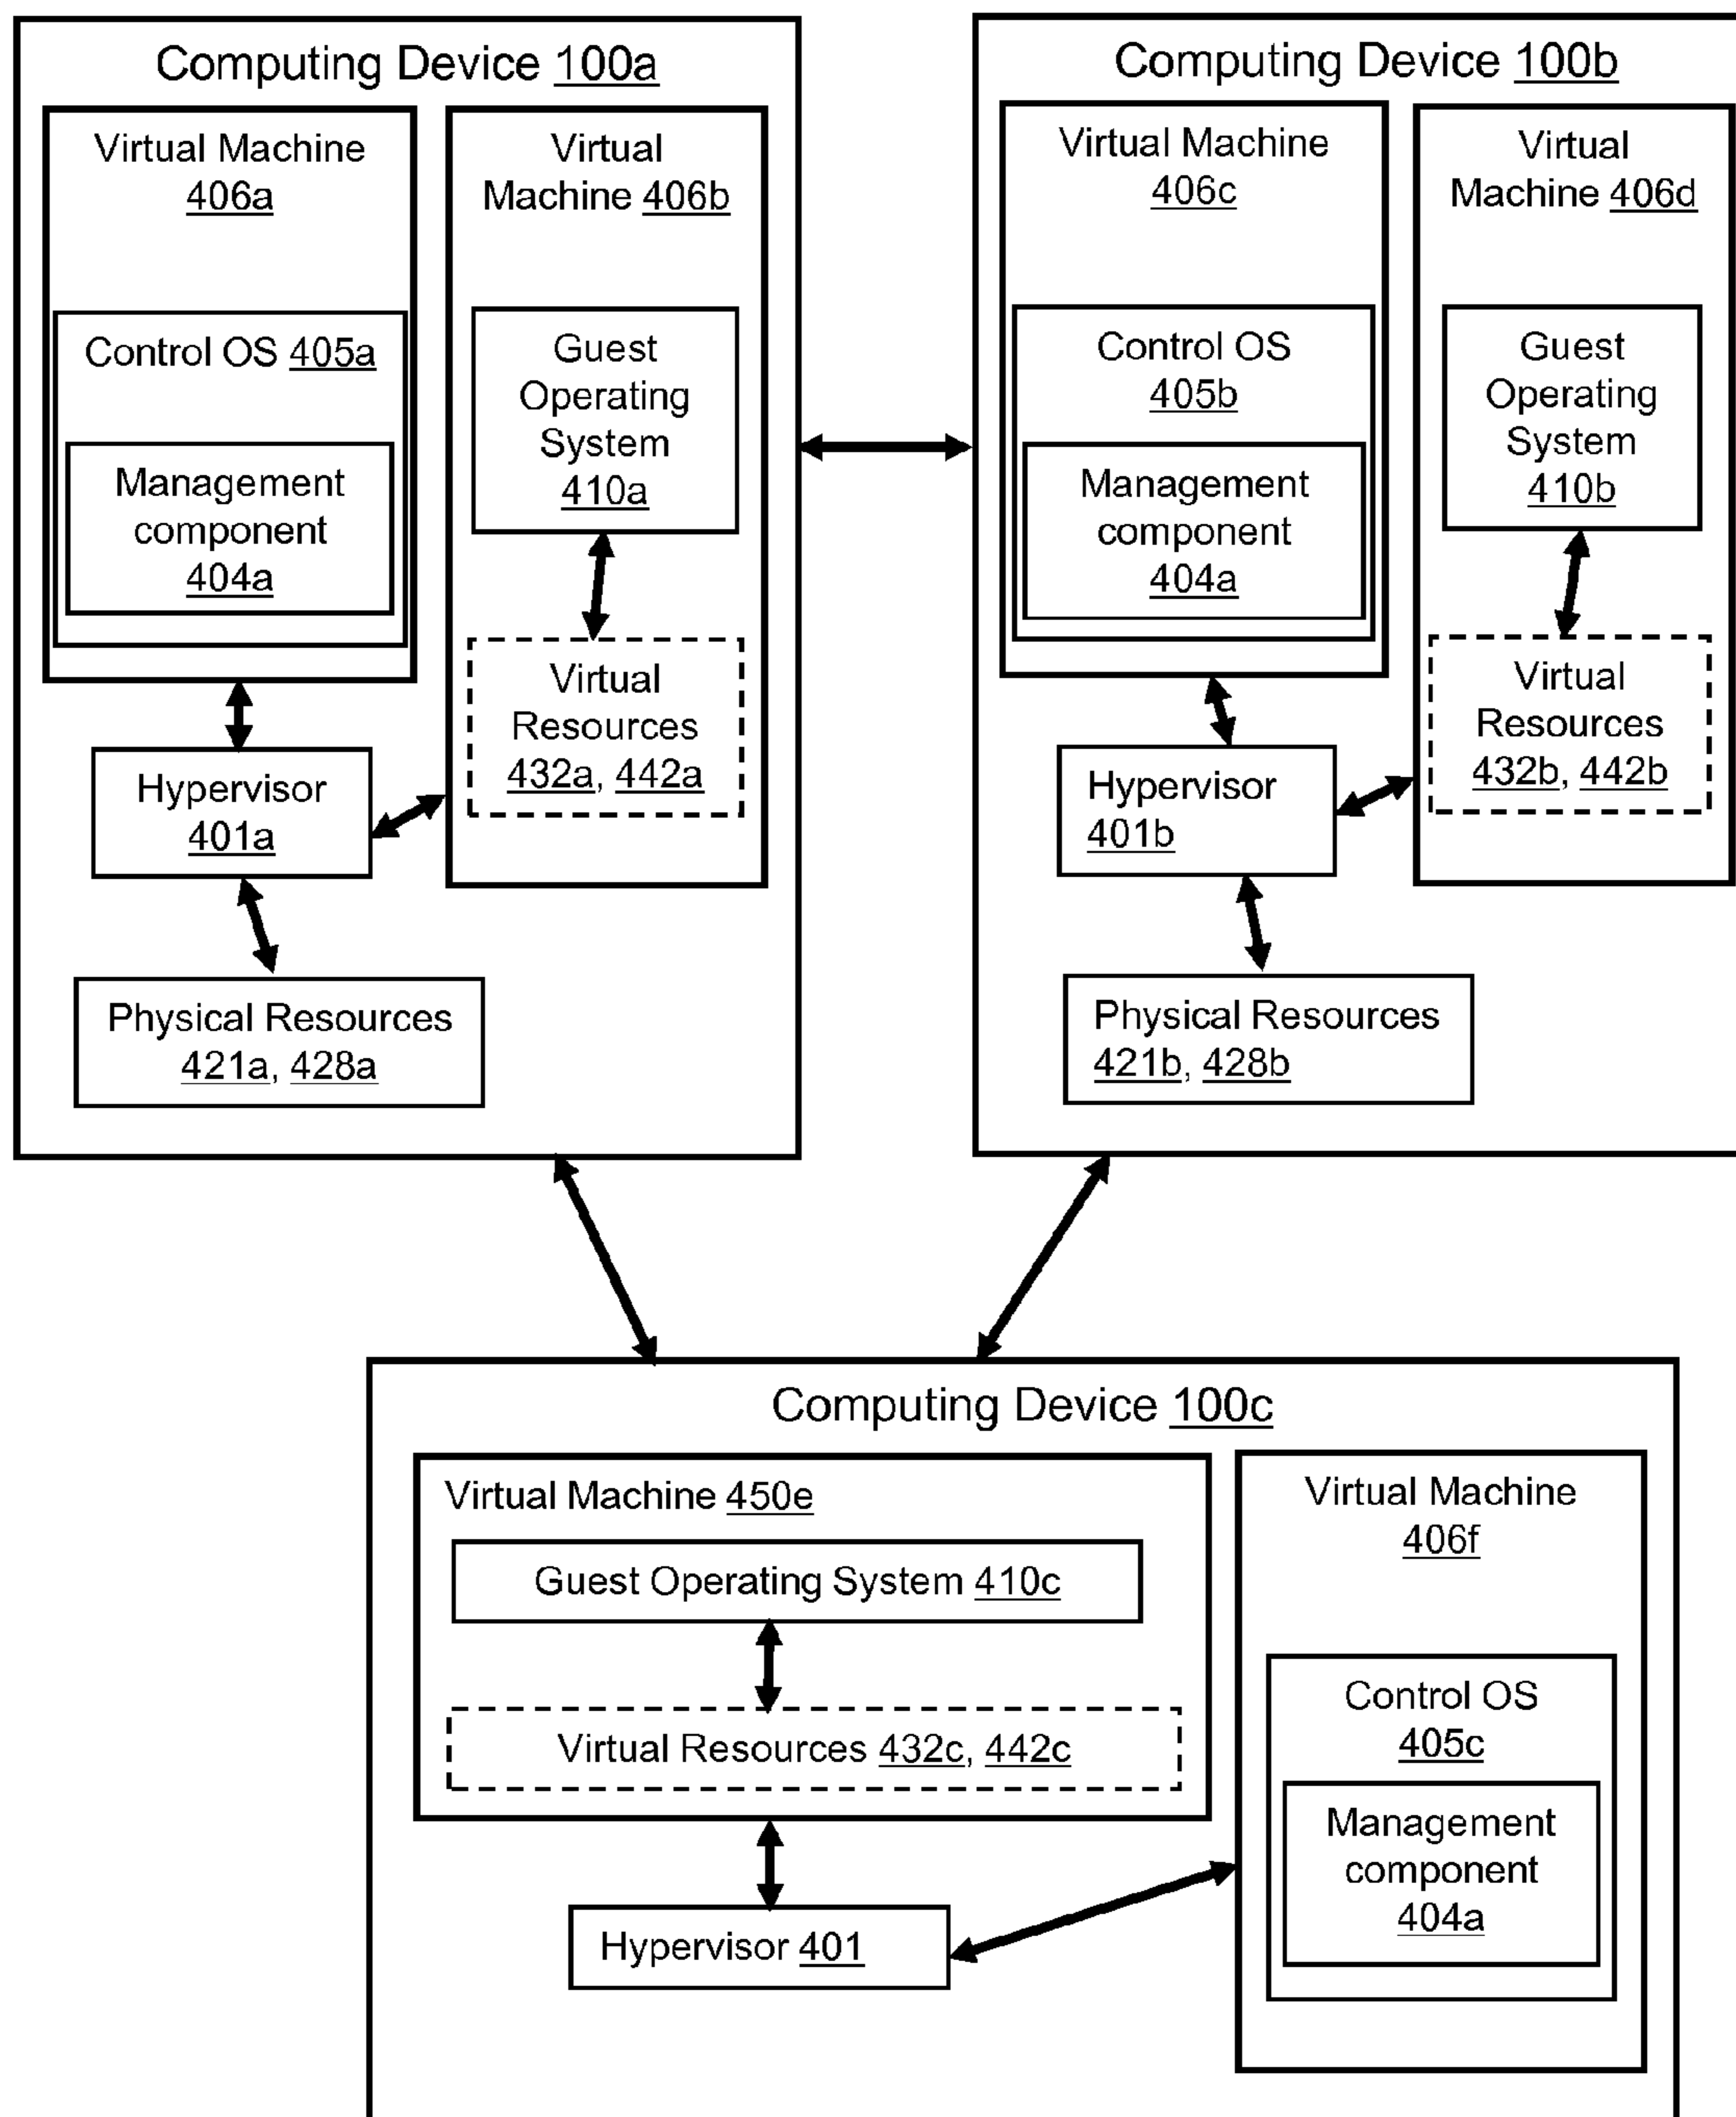 Computing Device 100a
Virtual Machine
406a
Control OS 405a
Management
component
404a
Virtual
Machine 406b
Guest
Operating
System
410a
Virtual
Resources
432a, 442a
Hypervisor
401a
Physical Resources
421a, 428a
Computing Device 100b
Virtual Machine
406c
Control OS
405b
Management
component
404a
Virtual
Machine 406d
Guest
Operating
System
410b
Virtual
Resources
432b, 442b
Hypervisor
401b
Physical Resources
421b, 428b
Computing Device 100c
Virtual Machine 450e
Guest Operating System 410c
Virtual Resources 432c, 442c
Hypervisor 401
Virtual Machine
406f
Control OS
405c
Management
component
404a